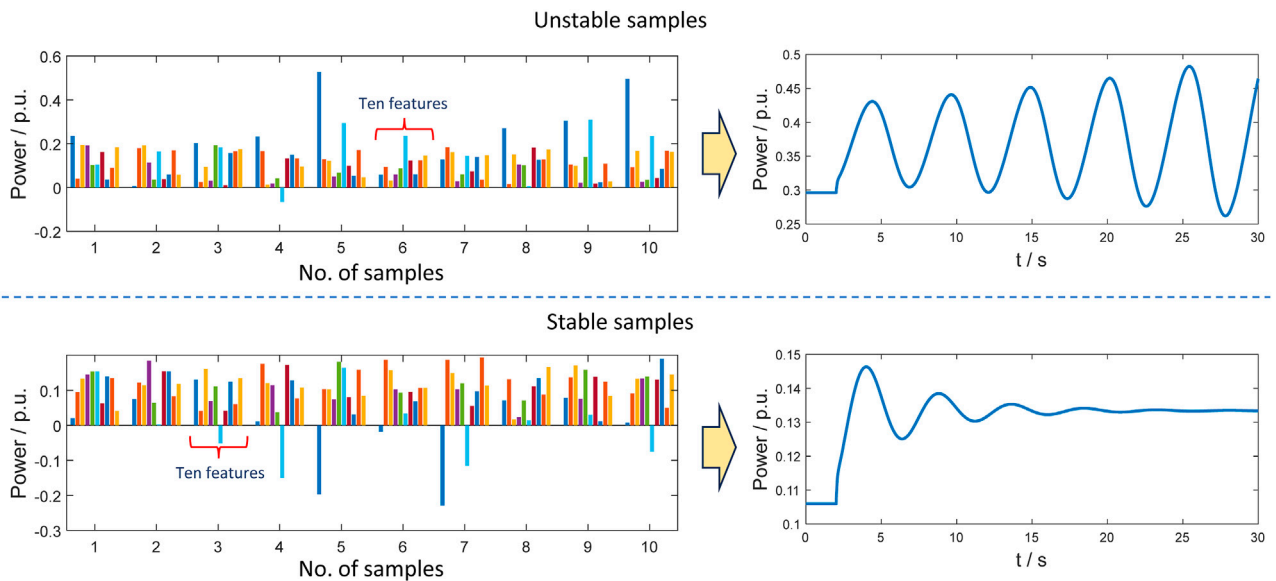 Unstable samples
0.6
0.4
0.2
0
-0.2
Power / p.u.
Ten features
1 2 3 4 5 6 7 8 9 10
No. of samples
0.5
0.45
0.4
0.35
0.3
0.25
Power / p.u.
0 5 10 15 20 25 30
t / s
Stable samples
0.1
0
-0.1
-0.2
-0.3
Power / p.u.
Ten features
1 2 3 4 5 6 7 8 9 10
No. of samples
0.15
0.14
0.13
0.12
0.11
0.1
Power / p.u.
0 5 10 15 20 25 30
t / s